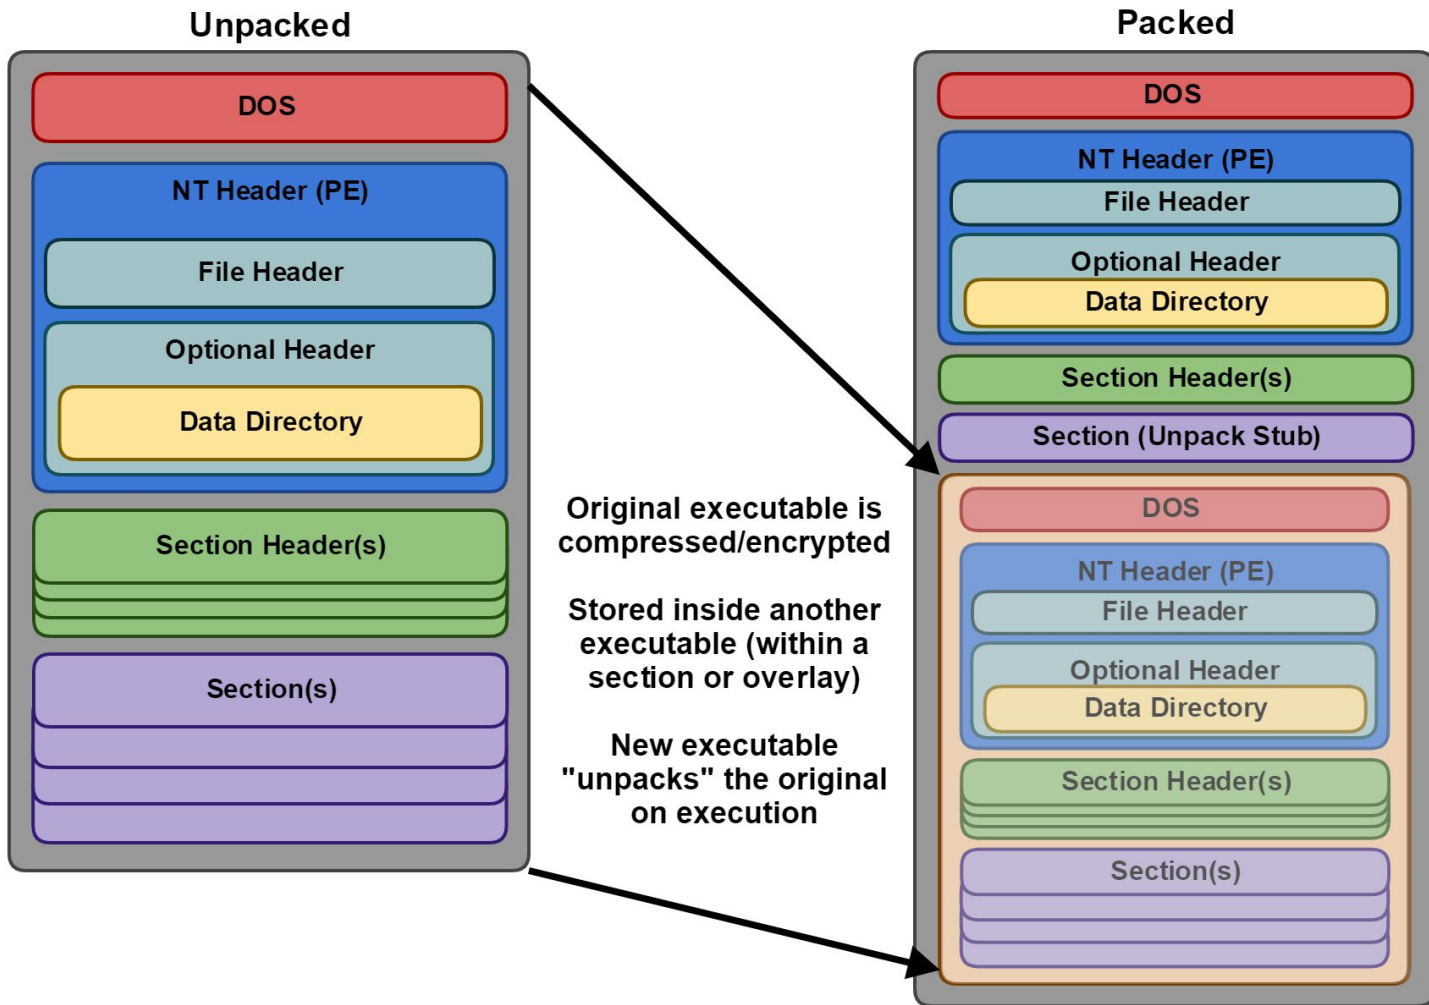 Unpacked
DOS
NT Header (PE)
File Header
Optional Header
Data Directory
Section Header(s)
Section(s)
Original executable is
compressed/encrypted
Stored inside another
executable (within a
section or overlay)
New executable
"unpacks" the original
on execution
Packed
DOS
NT Header (PE)
File Header
Optional Header
Data Directory
Section Header(s)
Section (Unpack Stub)
DOS
NT Header (PE)
File Header
Optional Header
Data Directory
Section Header(s)
Section(s)